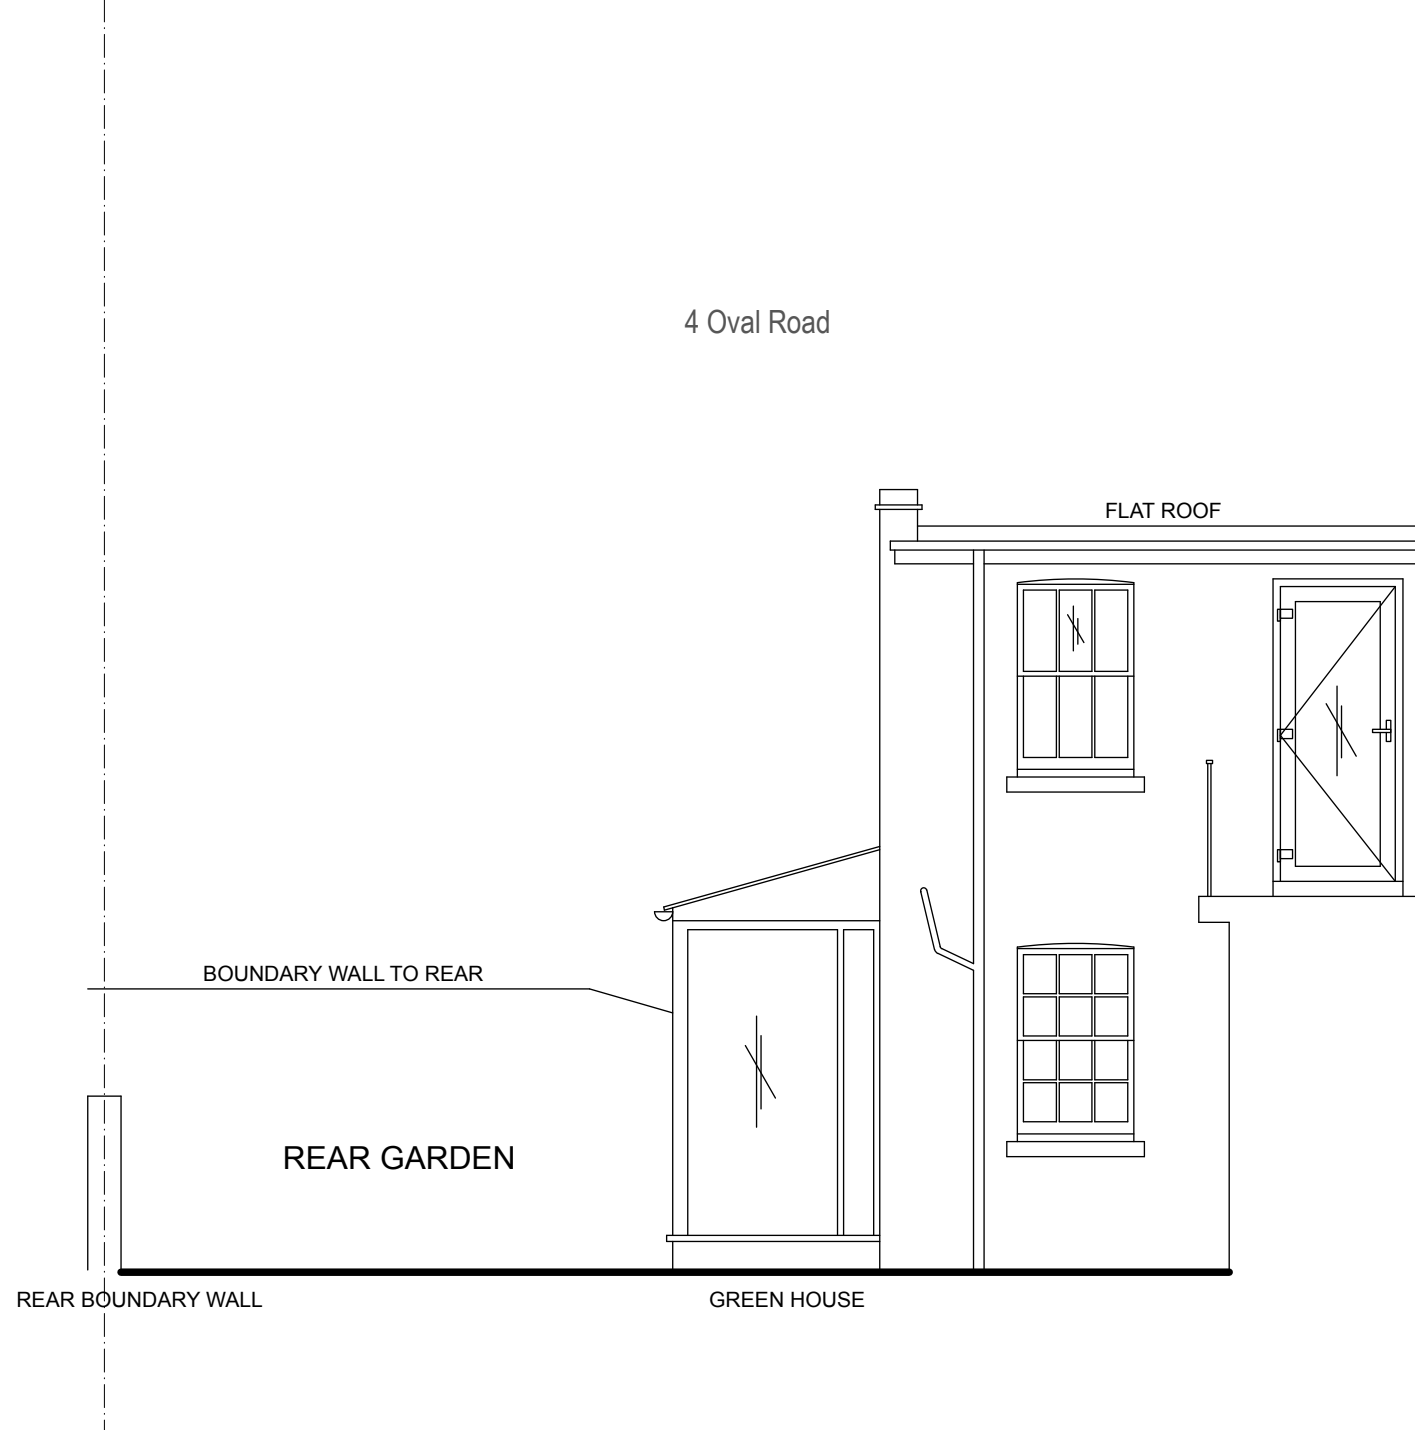 4 Oval Road
FLAT ROOF
BOUNDARY WALL TO REAR
REAR GARDEN
REAR BOUNDARY WALL
GREEN HOUSE